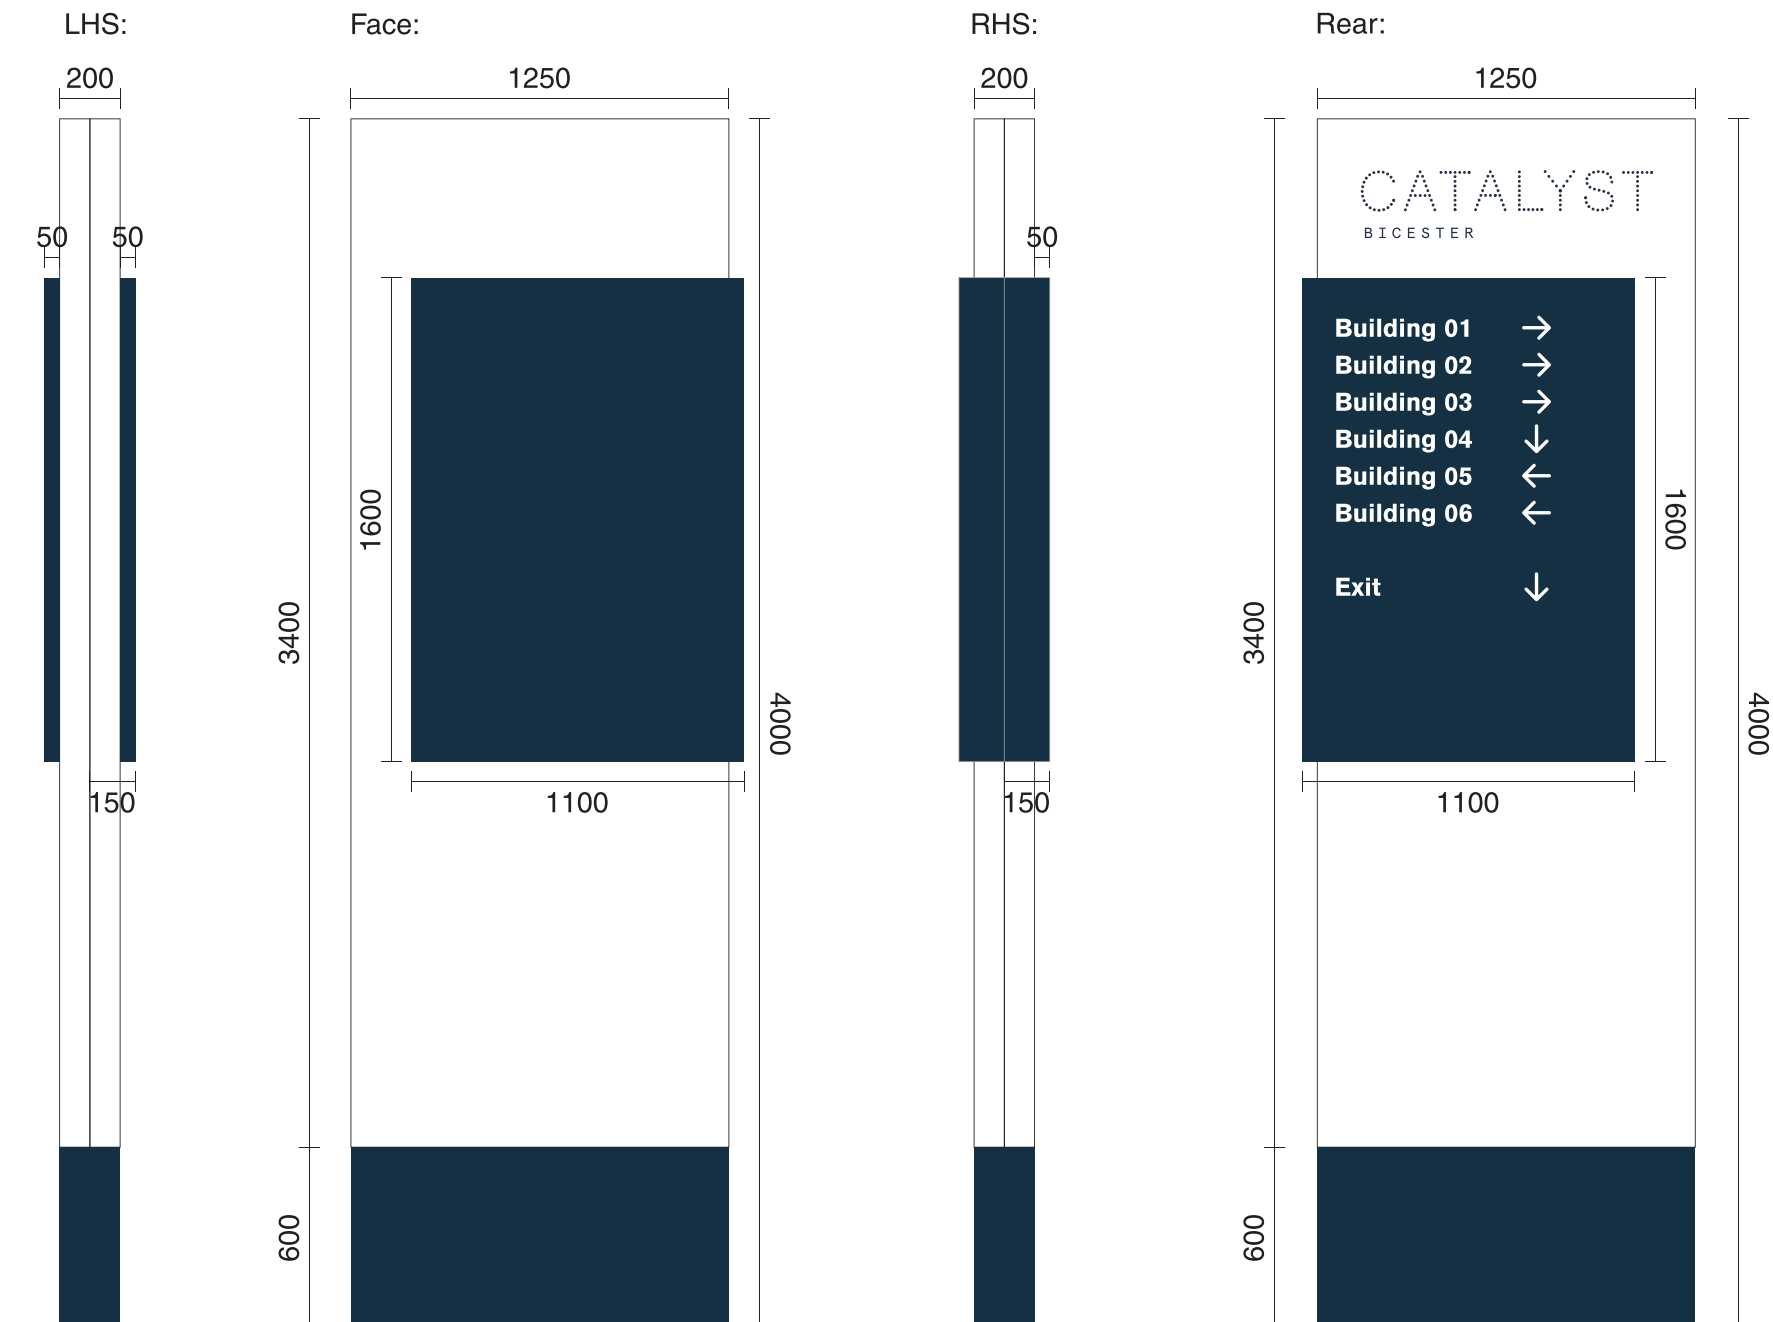 LHS:
200
50
50
150
Face:
1250
1600
3400
4000
1100
600
RHS:
200
50
150
Rear:
1250
CATALYST
BICESTER
Building 01 →
Building 02 →
Building 03 →
Building 04 ↓
Building 05 ←
Building 06 ←
Exit ↓
1600
3400
4000
1100
600